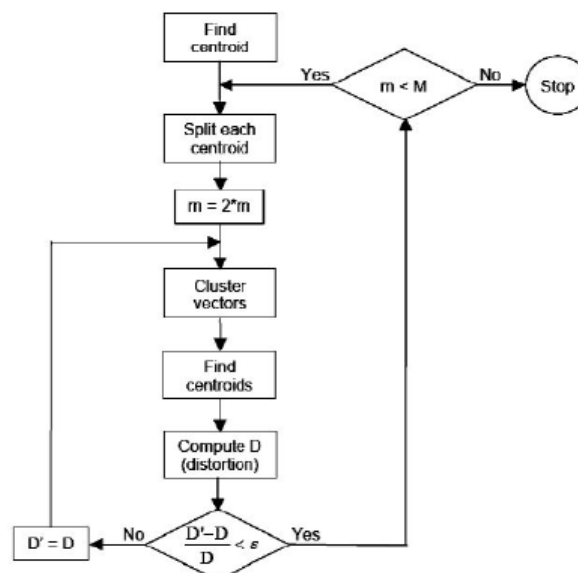 Find
centroid
Yes
m < M
No
Stop
Split each
centroid
m = 2*m
Cluster
vectors
Find
centroids
Compute D
(distortion)
D' = D
No
D'–D
D
< ε
Yes